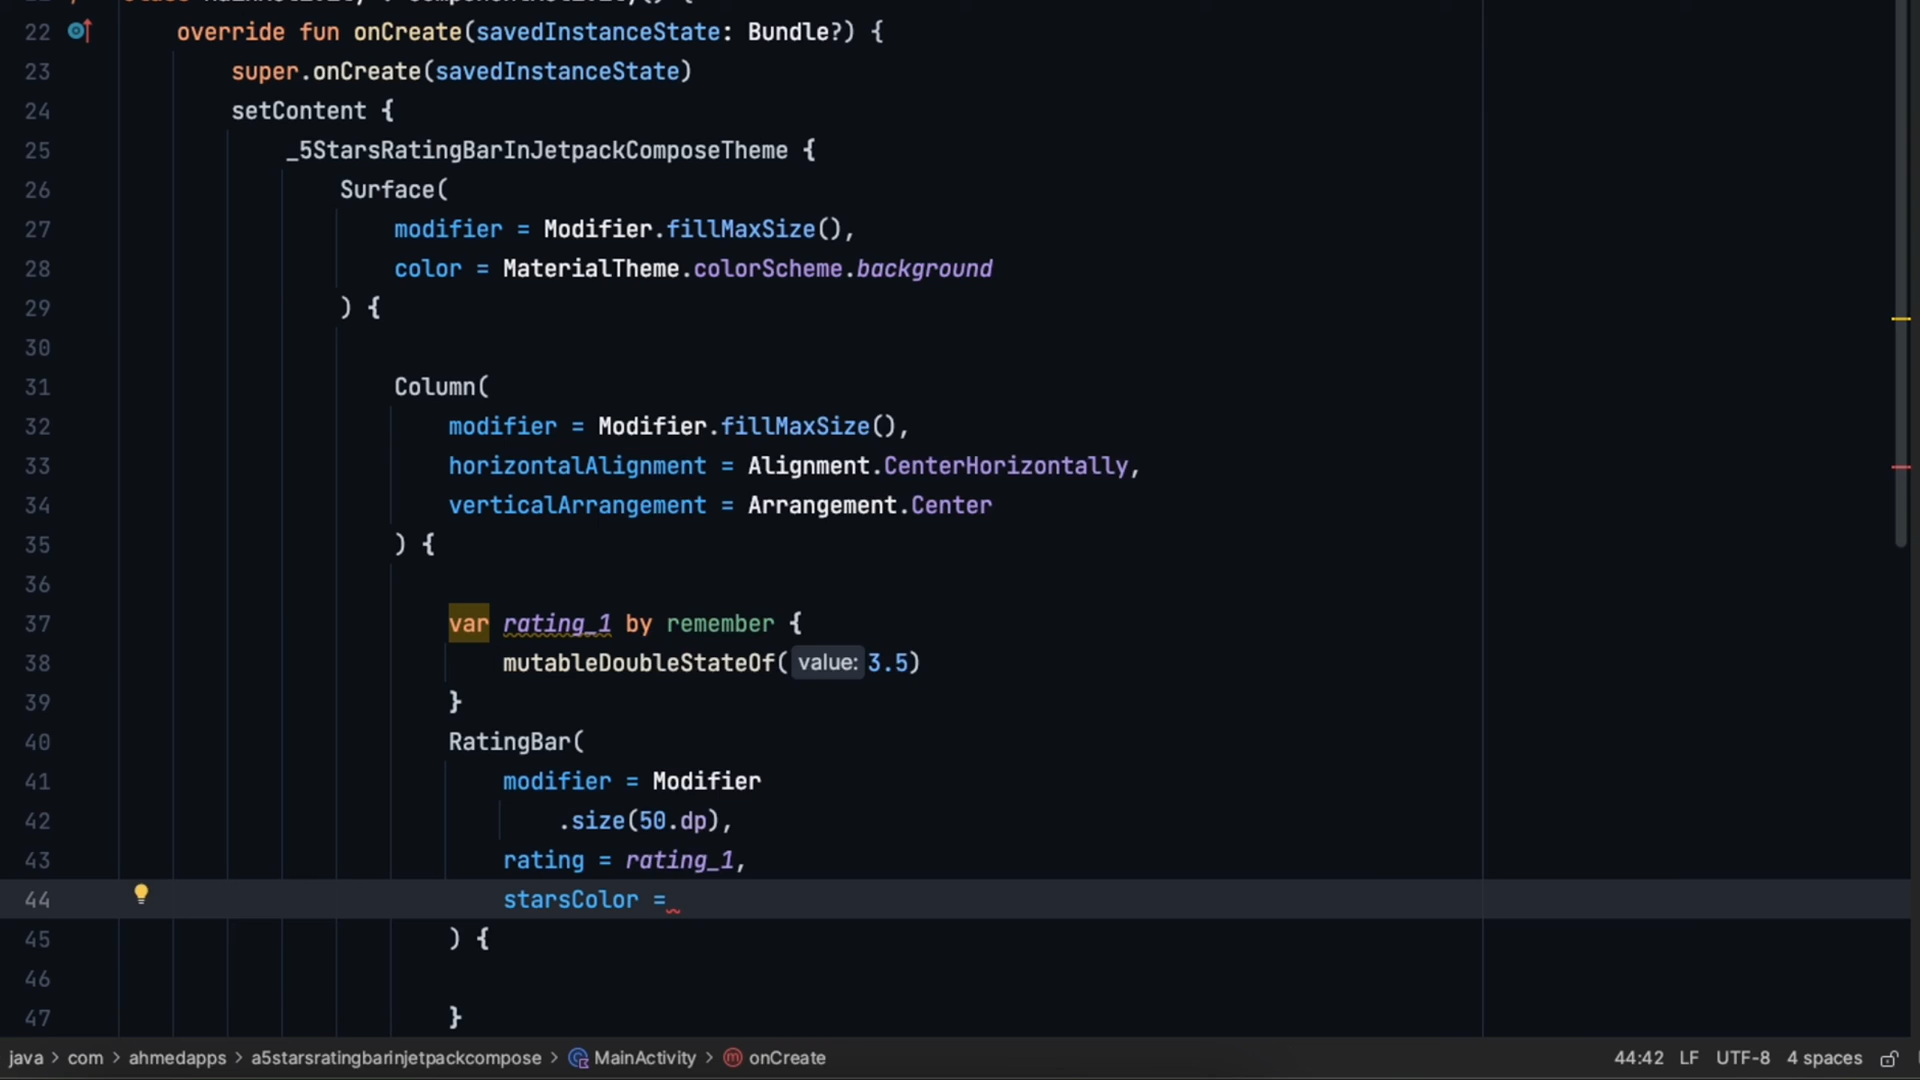 22 override fun onCreate(savedInstanceState: Bundle?) {
23 super.onCreate(savedInstanceState)
24 setContent {
25 _5StarsRatingBarInJetpackComposeTheme {
26 Surface(
27 modifier = Modifier.fillMaxSize(),
28 color = MaterialTheme.colorScheme.background
29 ) {
30
31 Column(
32 modifier = Modifier.fillMaxSize(),
33 horizontalAlignment = Alignment.CenterHorizontally,
34 verticalArrangement = Arrangement.Center
35 ) {
36
37 var rating_1 by remember {
38 mutableDoubleStateOf( value: 3.5)
39 }
40 RatingBar(
41 modifier = Modifier
42 .size(50.dp),
43 rating = rating_1,
44 starsColor =
45 ) {
46
47 }
java > com > ahmedapps > a5starsratingbarinjetpackcompose > MainActivity > onCreate 44:42 LF UTF-8 4 spaces